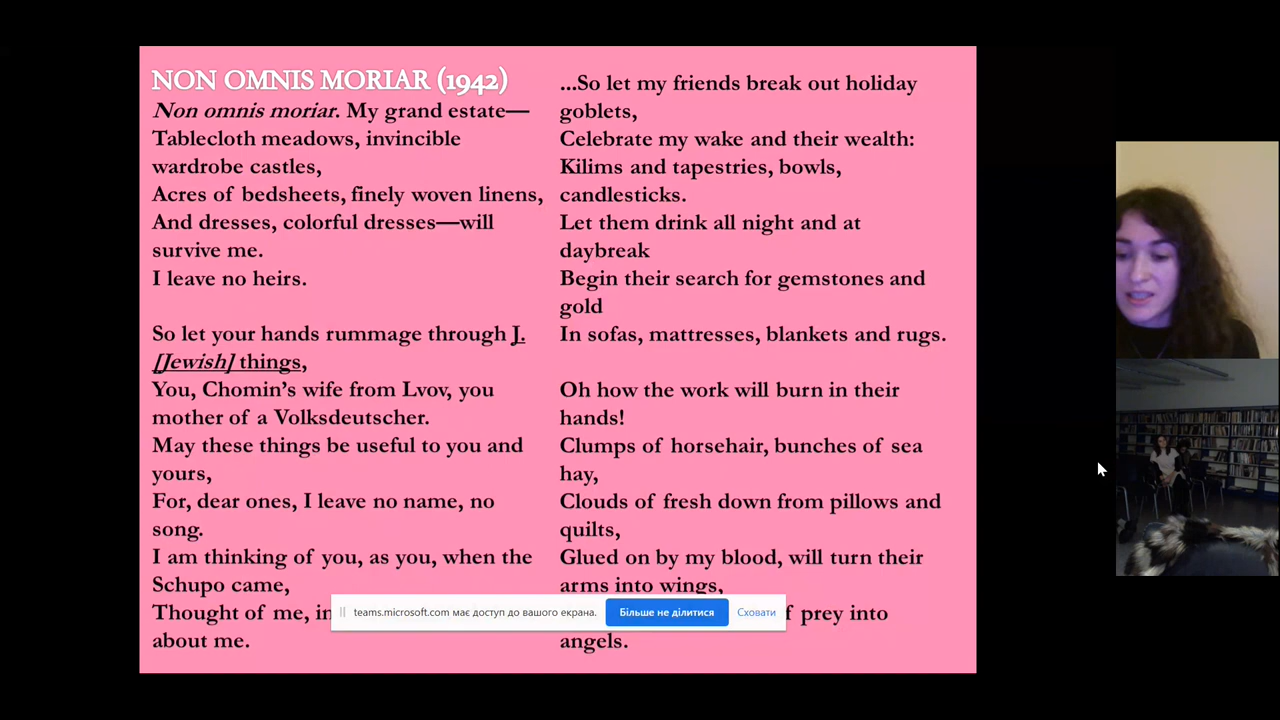 NON OMNIS MORIAR (1942)
Non omnis moriar. My grand estate—
Tablecloth meadows, invincible
wardrobe castles,
Acres of bedsheets, finely woven linens,
And dresses, colorful dresses—will
survive me.
I leave no heirs.
So let your hands rummage through J.
[Jewish] things,
You, Chomin's wife from Lvov, you
mother of a Volksdeutscher.
May these things be useful to you and
yours,
For, dear ones, I leave no name, no
song.
I am thinking of you, as you, when the
Schupo came,
Thought of me, in
about me.
...So let my friends break out holiday
goblets,
Celebrate my wake and their wealth:
Kilims and tapestries, bowls,
candlesticks.
Let them drink all night and at
daybreak
Begin their search for gemstones and
gold
In sofas, mattresses, blankets and rugs.
Oh how the work will burn in their
hands!
Clumps of horsehair, bunches of sea
hay,
Clouds of fresh down from pillows and
quilts,
Glued on by my blood, will turn their
arms into wings,
prey into
angels.
teams.microsoft.com має доступ до вашого екрана.
Більше не ділитися
Сховати